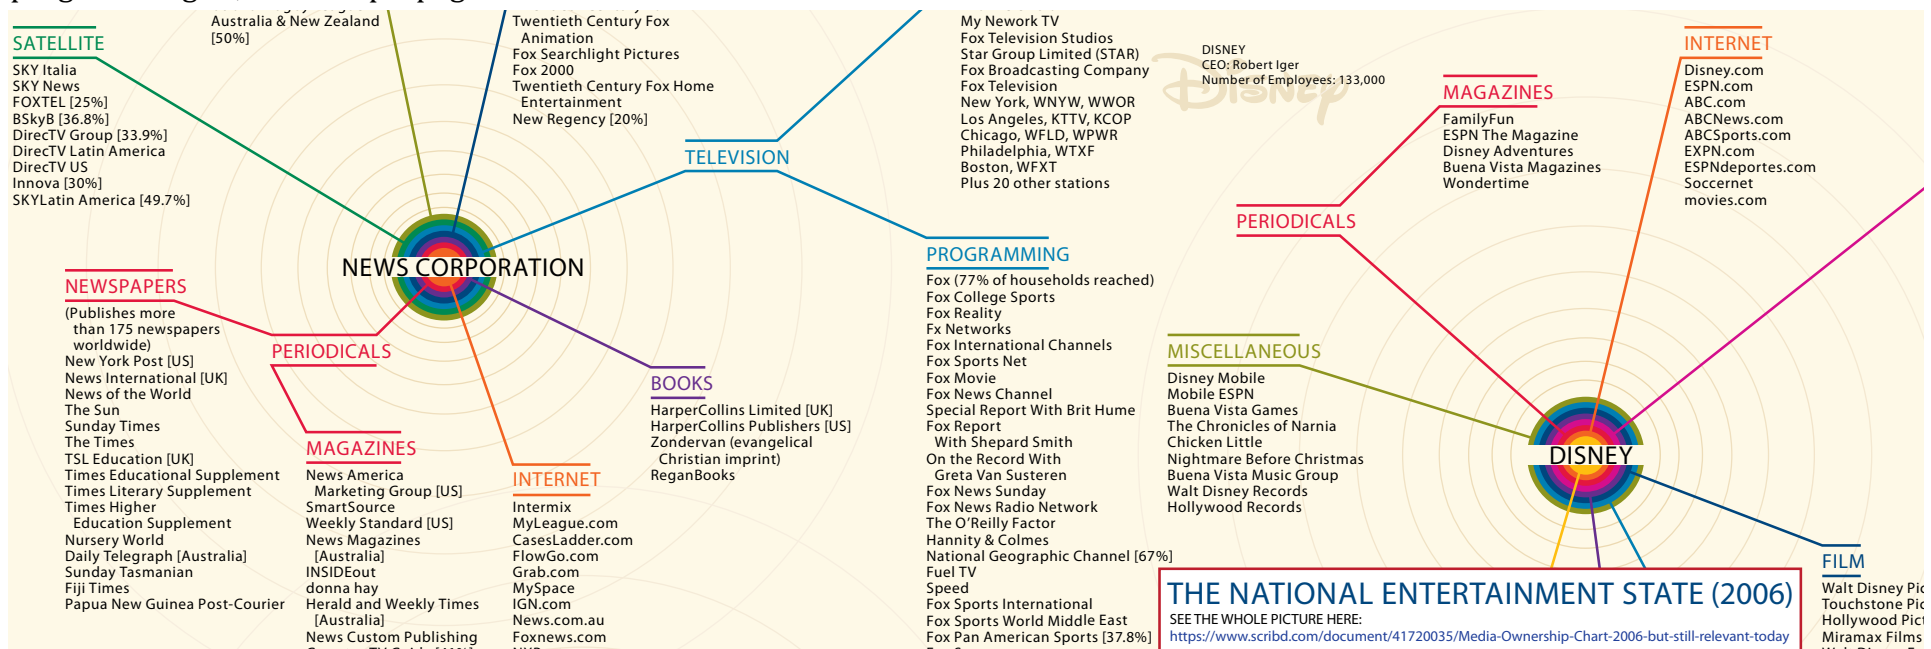 Australia & New Zealand
[50%]
SATELLITE
SKY Italia
SKY News
FOXTEL [25%]
BSkyB [36.8%]
DirecTV Group [33.9%]
DirecTV Latin America
DirecTV US
Innova [30%]
SKYLatin America [49.7%]
Twentieth Century Fox
Animation
Fox Searchlight Pictures
Fox 2000
Twentieth Century Fox Home
Entertainment
New Regency [20%]
TELEVISION
My Nework TV
Fox Television Studios
Star Group Limited (STAR)
Fox Broadcasting Company
Fox Television
New York, WNYW, WWOR
Los Angeles, KTTV, KCOP
Chicago, WFLD, WPWR
Philadelphia, WTXF
Boston, WFXT
Plus 20 other stations
NEWS CORPORATION
NEWSPAPERS
(Publishes more
than 175 newspapers
worldwide)
New York Post [US]
News International [UK]
News of the World
The Sun
Sunday Times
The Times
TSL Education [UK]
Times Educational Supplement
Times Literary Supplement
Times Higher
Education Supplement
Nursery World
Daily Telegraph [Australia]
Sunday Tasmanian
Fiji Times
Papua New Guinea Post-Courier
PERIODICALS
MAGAZINES
News America
Marketing Group [US]
SmartSource
Weekly Standard [US]
News Magazines
[Australia]
INSIDEout
donna hay
Herald and Weekly Times
[Australia]
News Custom Publishing
INTERNET
Intermix
MyLeague.com
CasesLadder.com
FlowGo.com
Grab.com
MySpace
IGN.com
News.com.au
Foxnews.com
BOOKS
HarperCollins Limited [UK]
HarperCollins Publishers [US]
Zondervan (evangelical
Christian imprint)
ReganBooks
PROGRAMMING
Fox (77% of households reached)
Fox College Sports
Fox Reality
Fx Networks
Fox International Channels
Fox Sports Net
Fox Movie
Fox News Channel
Special Report With Brit Hume
Fox Report
With Shepard Smith
On the Record With
Greta Van Susteren
Fox News Sunday
Fox News Radio Network
The O'Reilly Factor
Hannity & Colmes
National Geographic Channel [67%]
Fuel TV
Speed
Fox Sports International
Fox Sports World Middle East
Fox Pan American Sports [37.8%]
Disney
DISNEY
CEO: Robert Iger
Number of Employees: 133,000
PERIODICALS
MAGAZINES
FamilyFun
ESPN The Magazine
Disney Adventures
Buena Vista Magazines
Wondertime
INTERNET
Disney.com
ESPN.com
ABC.com
ABCNews.com
ABCSports.com
EXPN.com
ESPNdeportes.com
Soccernet
movies.com
MISCELLANEOUS
Disney Mobile
Mobile ESPN
Buena Vista Games
The Chronicles of Narnia
Chicken Little
Nightmare Before Christmas
Buena Vista Music Group
Walt Disney Records
Hollywood Records
DISNEY
FILM
Walt Disney Pic
Touchstone Pic
Hollywood Pict
Miramax Films
THE NATIONAL ENTERTAINMENT STATE (2006)
SEE THE WHOLE PICTURE HERE:
https://www.scribd.com/document/41720035/Media-Ownership-Chart-2006-but-still-relevant-today